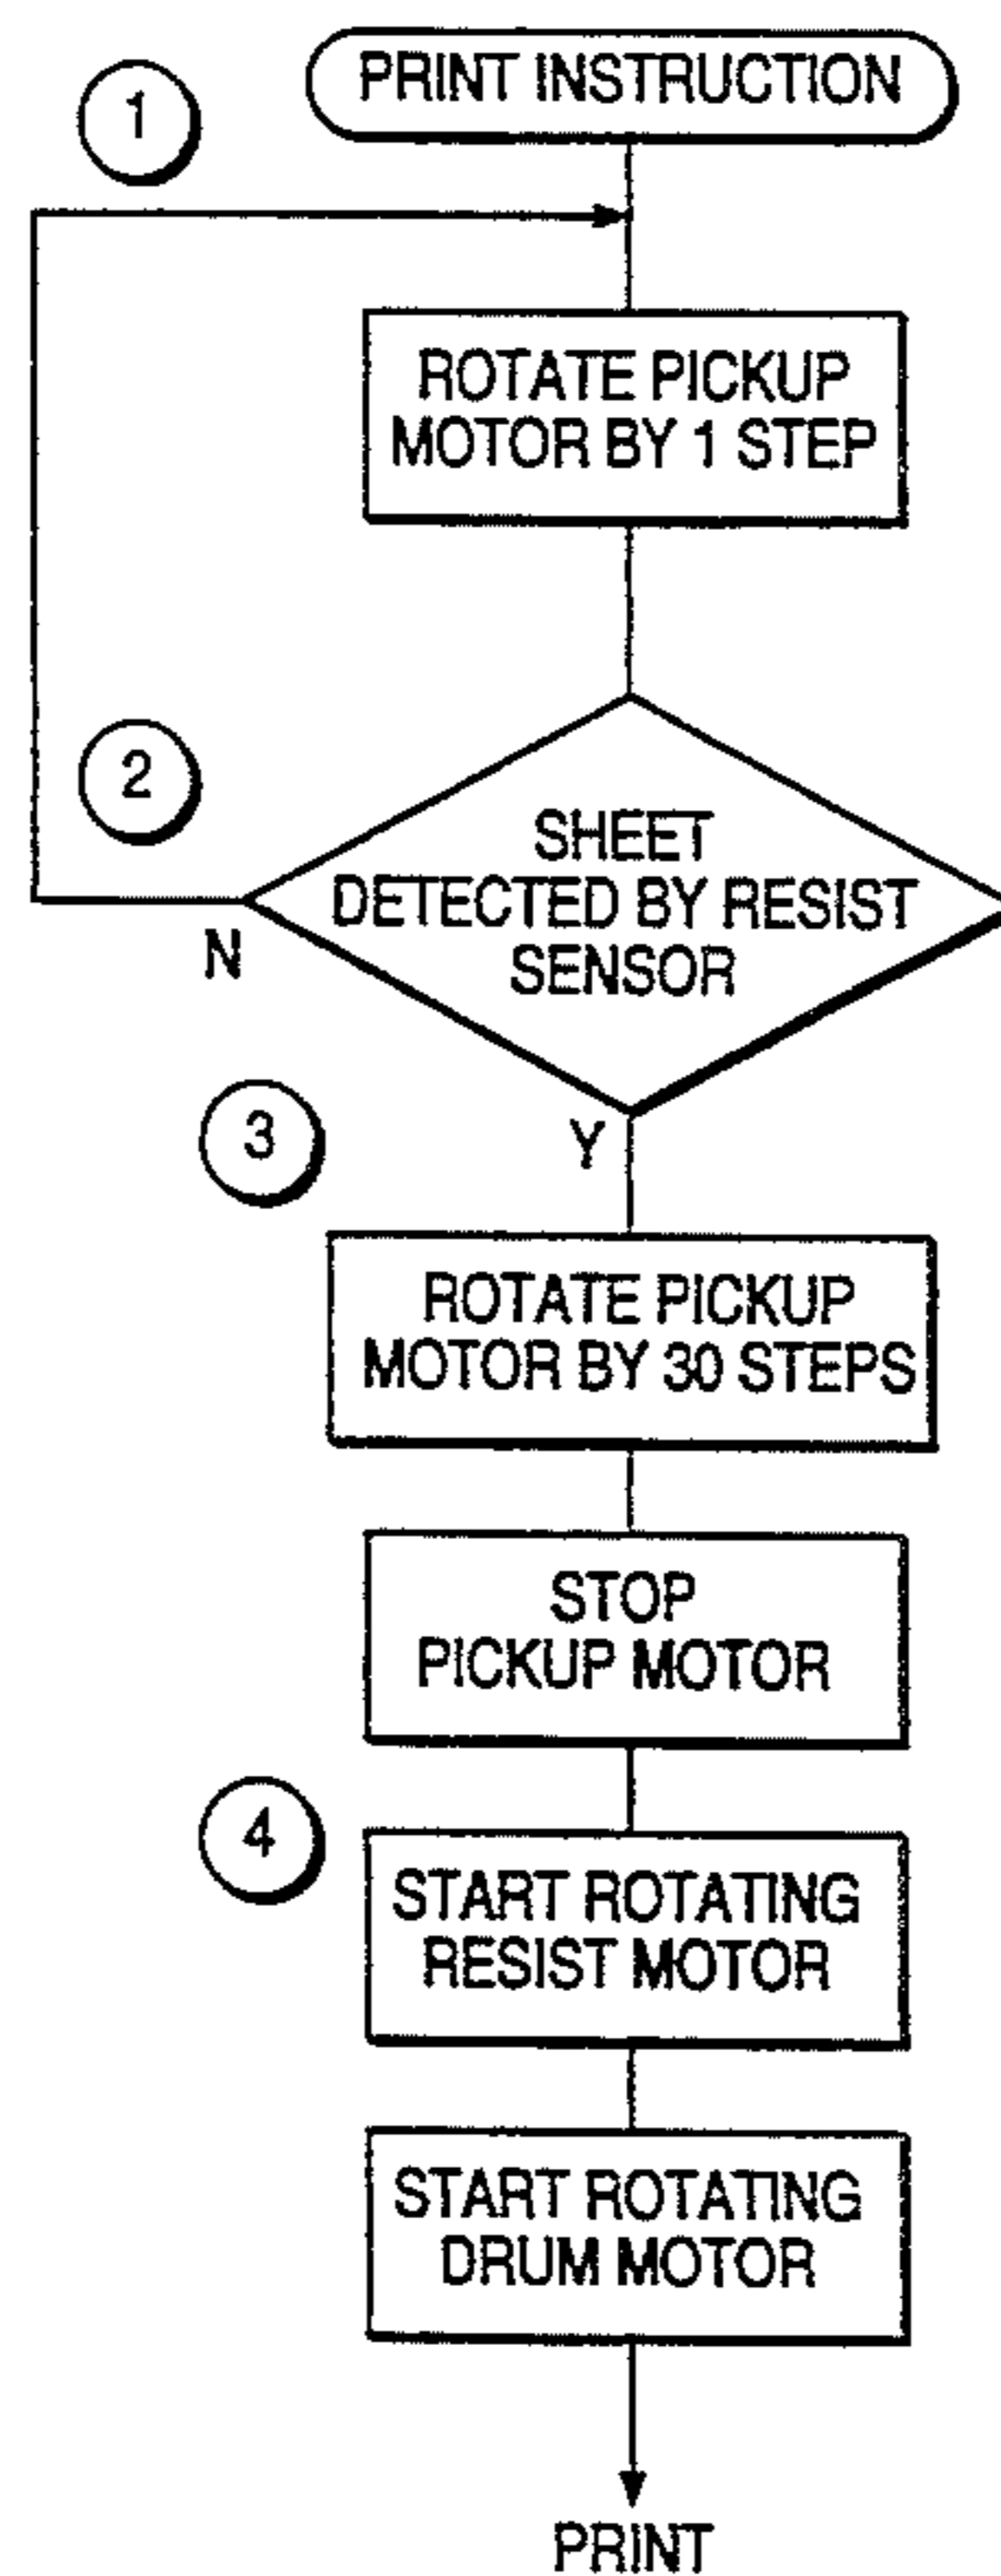 PRINT INSTRUCTION
1
ROTATE PICKUP
MOTOR BY 1 STEP
2
SHEET
DETECTED BY RESIST
SENSOR
N
3
Y
ROTATE PICKUP
MOTOR BY 30 STEPS
STOP
PICKUP MOTOR
4
START ROTATING
RESIST MOTOR
START ROTATING
DRUM MOTOR
PRINT